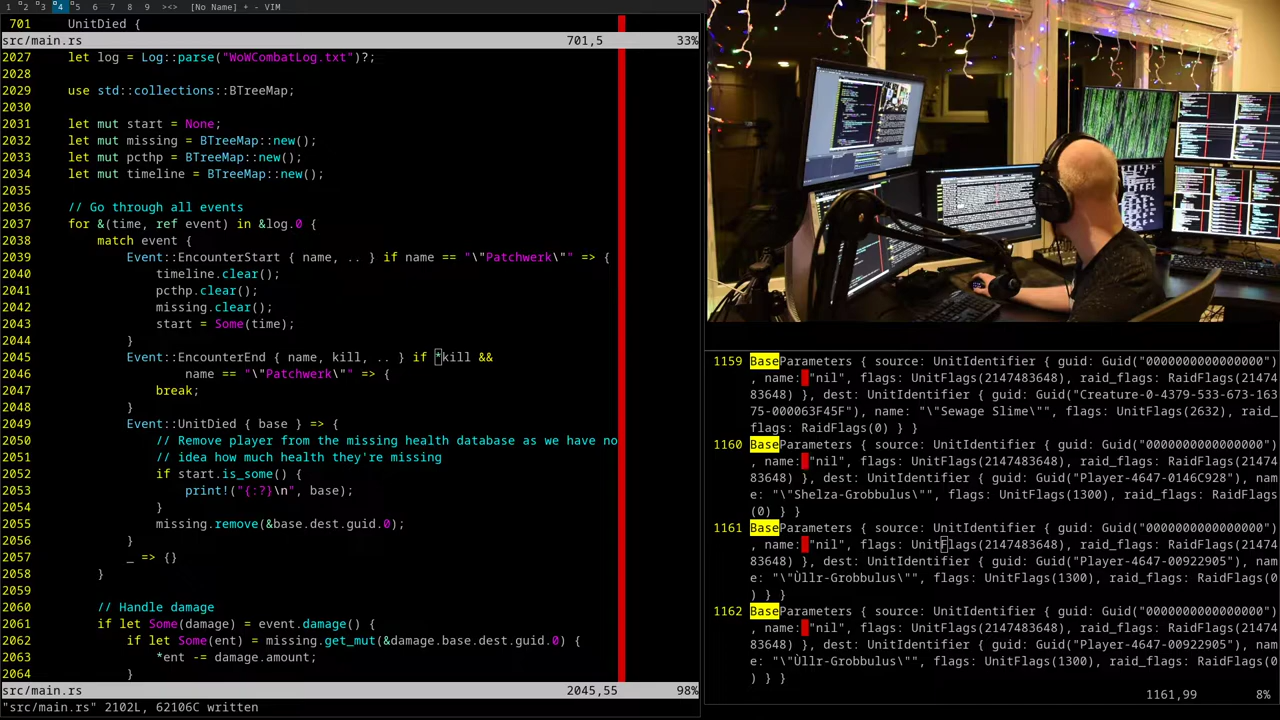 1 2 3 4 5 6 7 8 9 ><> [No Name] + - VIM
701 UnitDied {
src/main.rs 701,5 33%
2027 let log = Log::parse("WoWCombatLog.txt")?;
2028
2029 use std::collections::BTreeMap;
2030
2031 let mut start = None;
2032 let mut missing = BTreeMap::new();
2033 let mut pcthp = BTreeMap::new();
2034 let mut timeline = BTreeMap::new();
2035
2036 // Go through all events
2037 for &(time, ref event) in &log.0 {
2038 match event {
2039 Event::EncounterStart { name, .. } if name == "\"Patchwerk\"" => {
2040 timeline.clear();
2041 pcthp.clear();
2042 missing.clear();
2043 start = Some(time);
2044 }
2045 Event::EncounterEnd { name, kill, .. } if *kill &&
2046 name == "\"Patchwerk\"" => {
2047 break;
2048 }
2049 Event::UnitDied { base } => {
2050 // Remove player from the missing health database as we have no
2051 // idea how much health they're missing
2052 if start.is_some() {
2053 print!("{:?}\n", base);
2054 }
2055 missing.remove(&base.dest.guid.0);
2056 }
2057 _ => {}
2058 }
2059
2060 // Handle damage
2061 if let Some(damage) = event.damage() {
2062 if let Some(ent) = missing.get_mut(&damage.base.dest.guid.0) {
2063 *ent -= damage.amount;
2064 }
src/main.rs 2045,55 98%
"src/main.rs" 2102L, 62106C written
1159 BaseParameters { source: UnitIdentifier { guid: Guid("0000000000000000")
, name: "nil", flags: UnitFlags(2147483648), raid_flags: RaidFlags(21474
83648) }, dest: UnitIdentifier { guid: Guid("Creature-0-4379-533-673-163
75-000063F45F"), name: "\"Sewage Slime\"", flags: UnitFlags(2632), raid_
flags: RaidFlags(0) } }
1160 BaseParameters { source: UnitIdentifier { guid: Guid("0000000000000000")
, name: "nil", flags: UnitFlags(2147483648), raid_flags: RaidFlags(21474
83648) }, dest: UnitIdentifier { guid: Guid("Player-4647-0146C928"), nam
e: "\"Shelza-Grobbulus\"", flags: UnitFlags(1300), raid_flags: RaidFlags
(0) } }
1161 BaseParameters { source: UnitIdentifier { guid: Guid("0000000000000000")
, name: "nil", flags: UnitFlags(2147483648), raid_flags: RaidFlags(21474
83648) }, dest: UnitIdentifier { guid: Guid("Player-4647-00922905"), nam
e: "\"Ùllr-Grobbulus\"", flags: UnitFlags(1300), raid_flags: RaidFlags(0
) } }
1162 BaseParameters { source: UnitIdentifier { guid: Guid("0000000000000000")
, name: "nil", flags: UnitFlags(2147483648), raid_flags: RaidFlags(21474
83648) }, dest: UnitIdentifier { guid: Guid("Player-4647-00922905"), nam
e: "\"Ùllr-Grobbulus\"", flags: UnitFlags(1300), raid_flags: RaidFlags(0
) } }
1161,99 8%